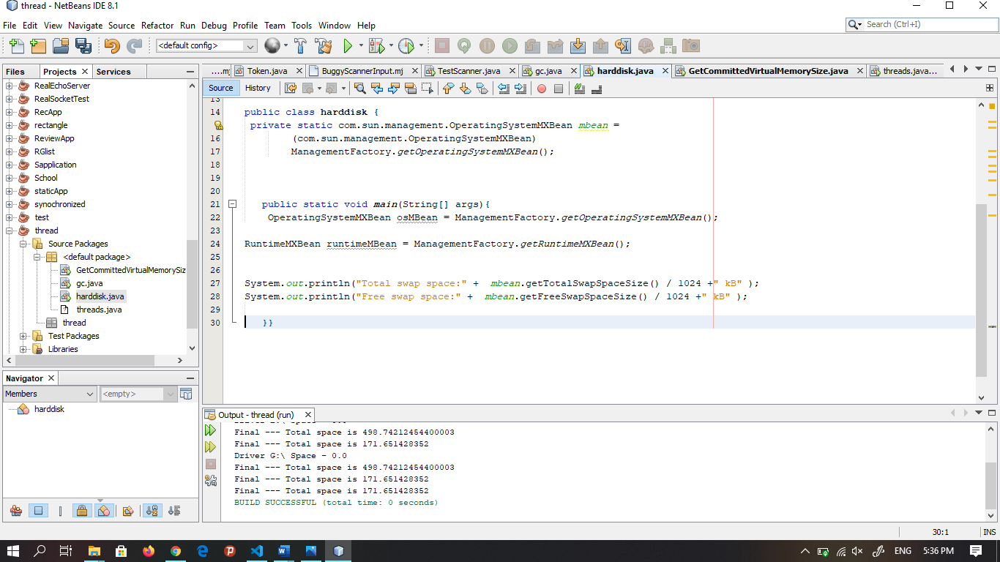 thread - NetBeans IDE 8.1
File Edit View Navigate Source Refactor Run Debug Profile Team Tools Window Help
Search (Ctrl+I)
<default config>
Files Projects Services
RealEchoServer
RealSocketTest
RecApp
rectangle
ReviewApp
RGlist
Sapplication
School
staticApp
synochronized
test
thread
Source Packages
<default package>
GetCommittedVirtualMemorySiz
gc.java
harddisk.java
threads.java
thread
Test Packages
Libraries
Navigator
Members <empty>
harddisk
....mj Token.java BuggyScannerInput.mj TestScanner.java gc.java harddisk.java GetCommittedVirtualMemorySize.java threads.java...
Source History
13
14 public class harddisk {
private static com.sun.management.OperatingSystemMXBean mbean =
16 (com.sun.management.OperatingSystemMXBean)
17 ManagementFactory.getOperatingSystemMXBean();
18
19
20
21 public static void main(String[] args){
22 OperatingSystemMXBean osMBean = ManagementFactory.getOperatingSystemMXBean();
23
24 RuntimeMXBean runtimeMBean = ManagementFactory.getRuntimeMXBean();
25
26
27 System.out.println("Total swap space:" + mbean.getTotalSwapSpaceSize() / 1024 +" kB" );
28 System.out.println("Free swap space:" + mbean.getFreeSwapSpaceSize() / 1024 +" kB" );
29
30 }}
Output - thread (run)
Final --- Total space is 498.74212454400003
Final --- Total space is 171.651428352
Driver G:\ Space - 0.0
Final --- Total space is 498.74212454400003
Final --- Total space is 171.651428352
Final --- Total space is 171.651428352
BUILD SUCCESSFUL (total time: 0 seconds)
30:1 INS
ENG 5:36 PM